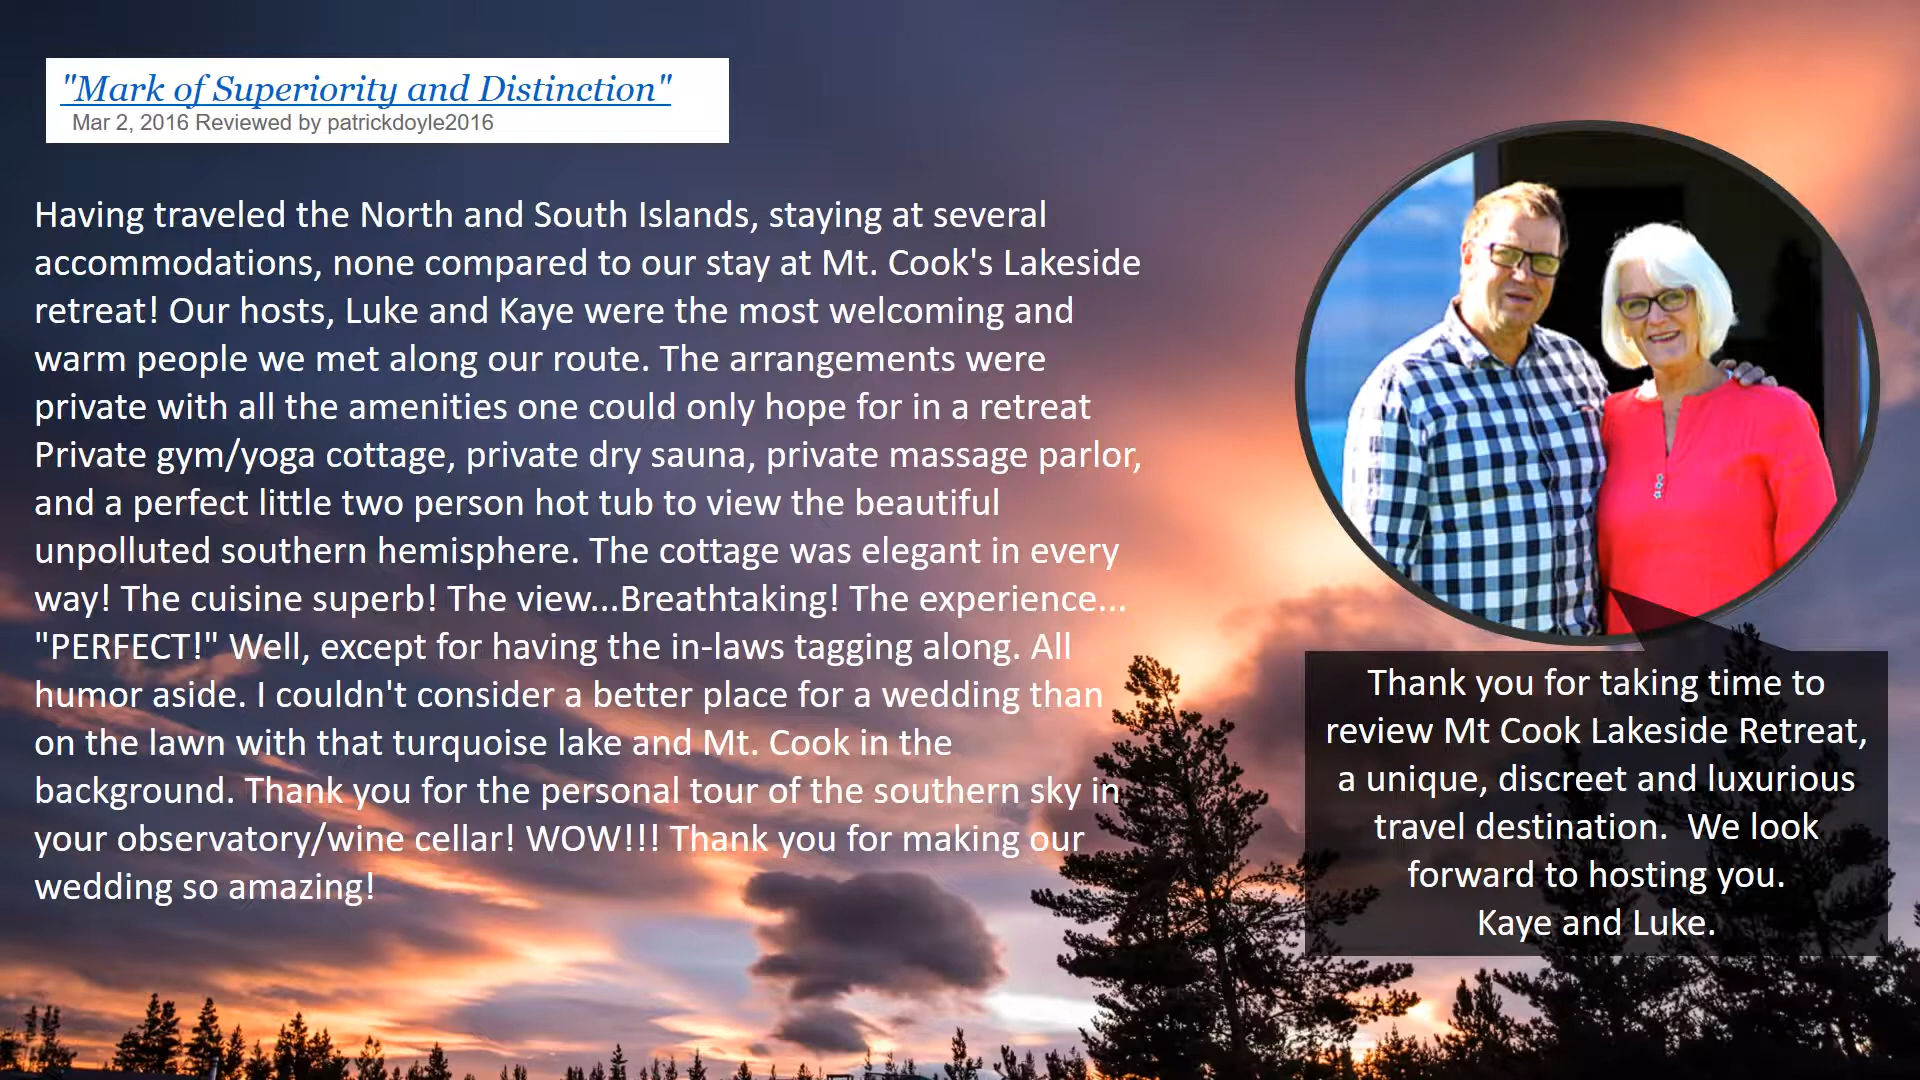 "Mark of Superiority and Distinction"
Mar 2, 2016 Reviewed by patrickdoyle2016
Having traveled the North and South Islands, staying at several
accommodations, none compared to our stay at Mt. Cook's Lakeside
retreat! Our hosts, Luke and Kaye were the most welcoming and
warm people we met along our route. The arrangements were
private with all the amenities one could only hope for in a retreat
Private gym/yoga cottage, private dry sauna, private massage parlor,
and a perfect little two person hot tub to view the beautiful
unpolluted southern hemisphere. The cottage was elegant in every
way! The cuisine superb! The view...Breathtaking! The experience...
"PERFECT!" Well, except for having the in-laws tagging along. All
humor aside. I couldn't consider a better place for a wedding than
on the lawn with that turquoise lake and Mt. Cook in the
background. Thank you for the personal tour of the southern sky in
your observatory/wine cellar! WOW!!! Thank you for making our
wedding so amazing!
Thank you for taking time to
review Mt Cook Lakeside Retreat,
a unique, discreet and luxurious
travel destination.  We look
forward to hosting you.
Kaye and Luke.